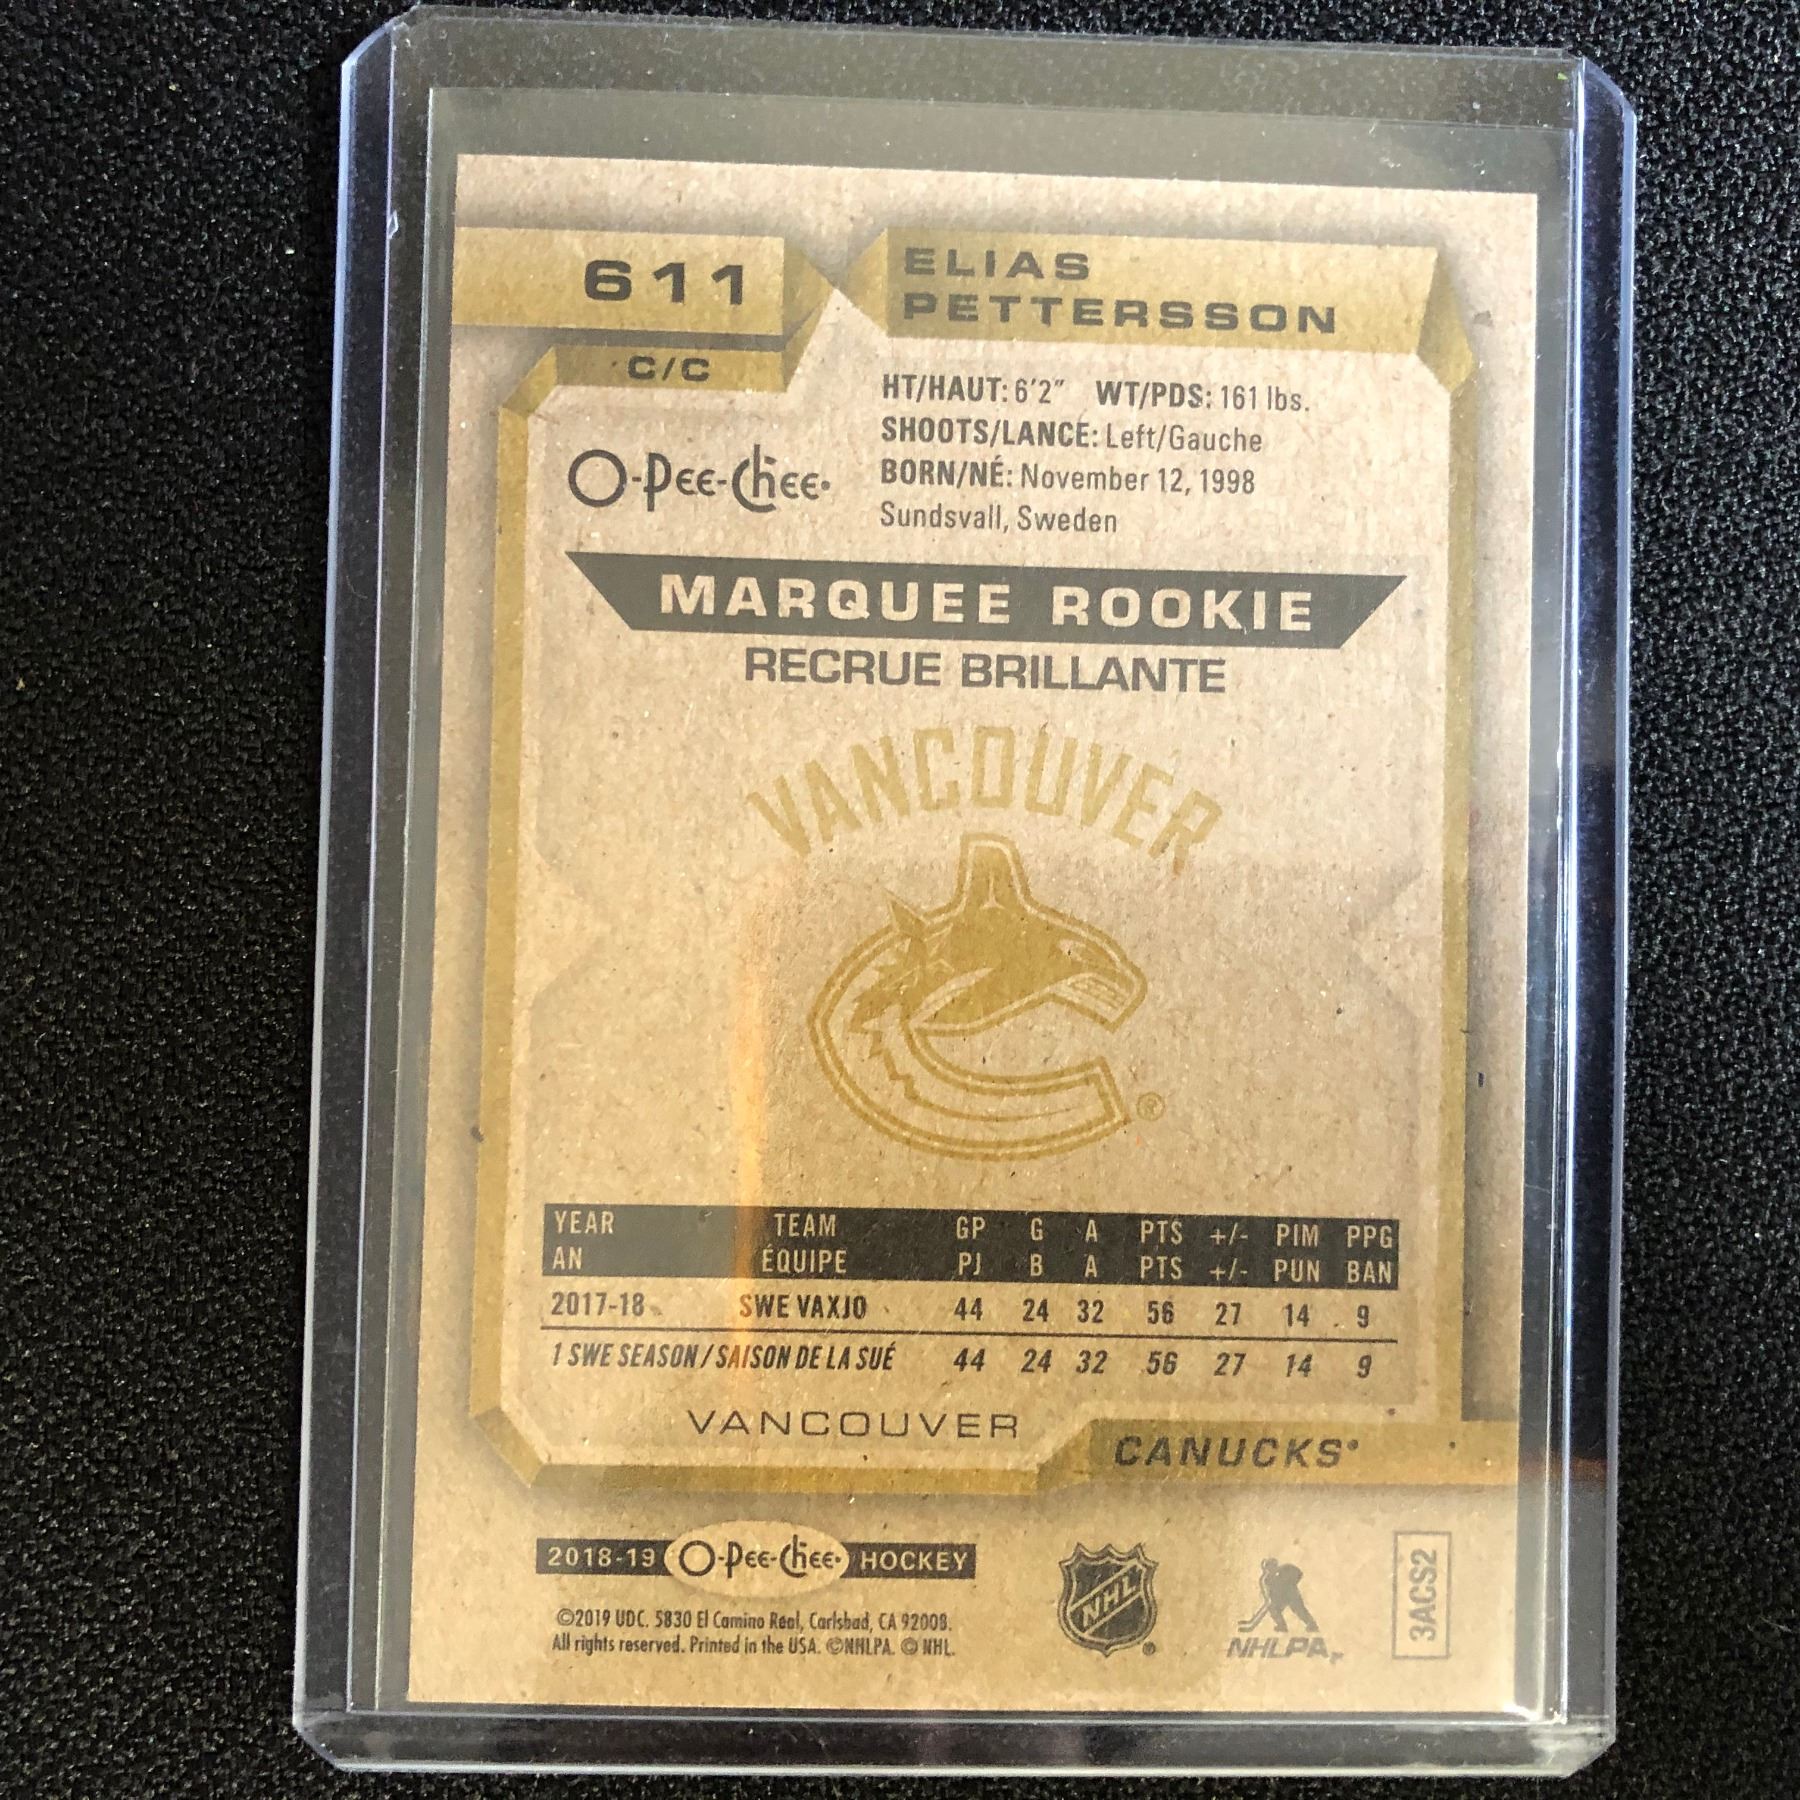 611
ELIAS
PETTERSSON
C/C
HT/HAUT: 6'2" WT/PDS: 161 lbs.
SHOOTS/LANCE: Left/Gauche
BORN/NÉ: November 12, 1998
Sundsvall, Sweden
O-Pee-Chee
MARQUEE ROOKIE
RECRUE BRILLANTE
VANCOUVER
®
YEAR TEAM GP G A PTS +/- PIM PPG
AN ÉQUIPE PJ B A PTS +/- PUN BAN
2017-18 SWE VAXJO 44 24 32 56 27 14 9
1 SWE SEASON / SAISON DE LA SUÉ 44 24 32 56 27 14 9
VANCOUVER
CANUCKS
2018-19 O-Pee-Chee HOCKEY
©2019 UDC. 5830 El Camino Real, Carlsbad, CA 92008.
All rights reserved. Printed in the USA. ©NHLPA. © NHL.
NHL
®
NHLPA
3ACS2